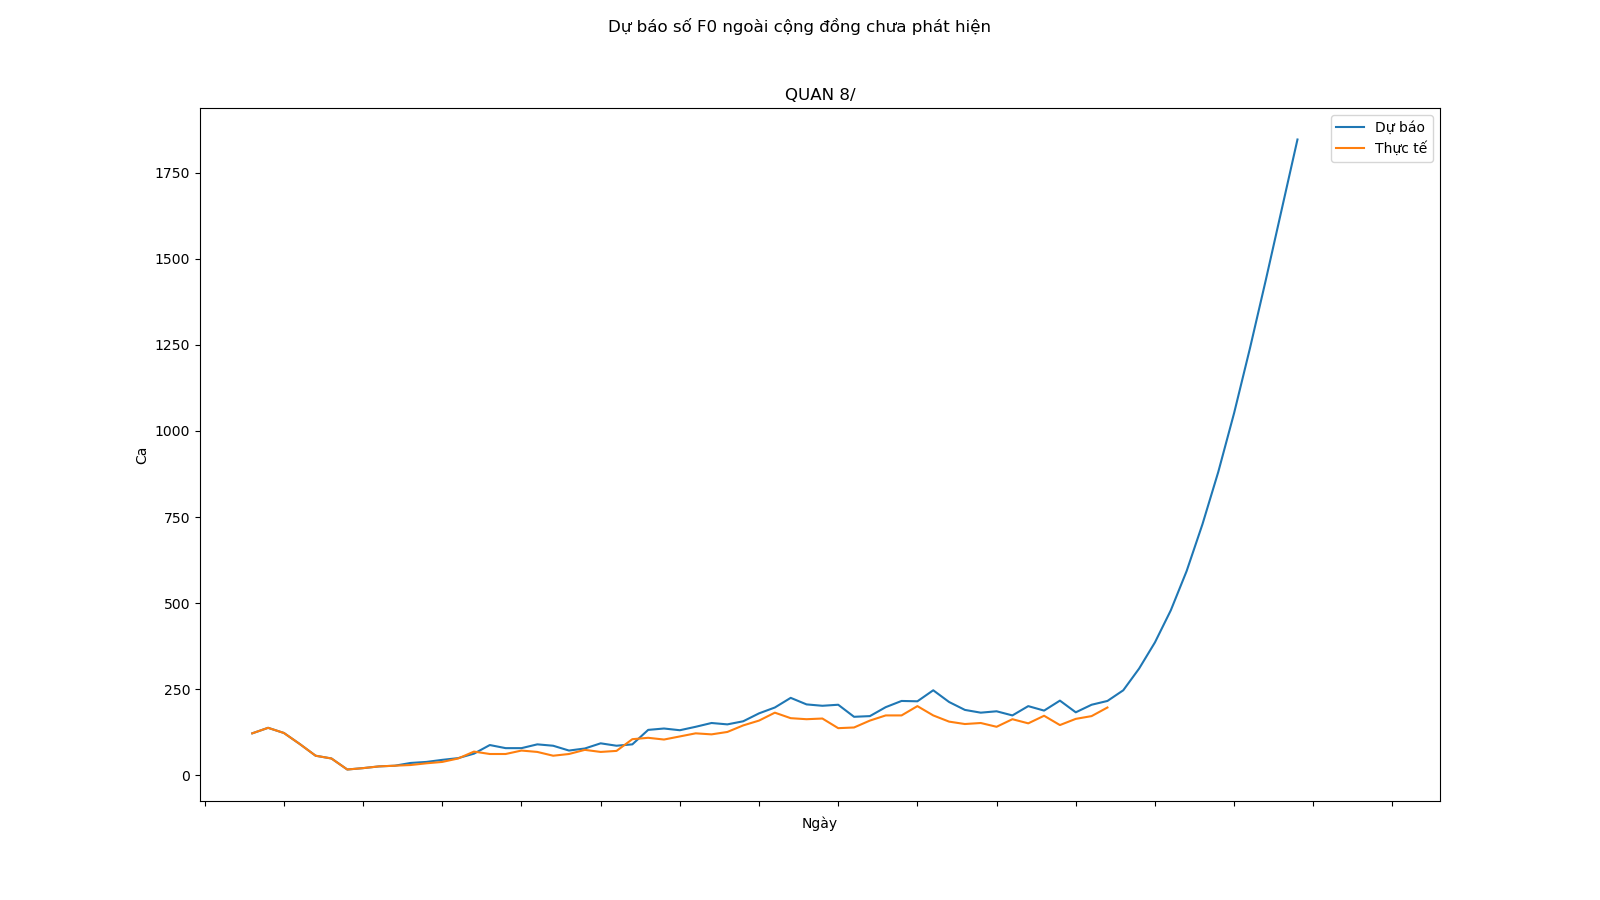 Dự báo số F0 ngoài cộng đồng chưa phát hiện
QUAN 8/
Dự báo
Thực tế
1750
1500
1250
1000
750
500
250
0
Ca
Ngày